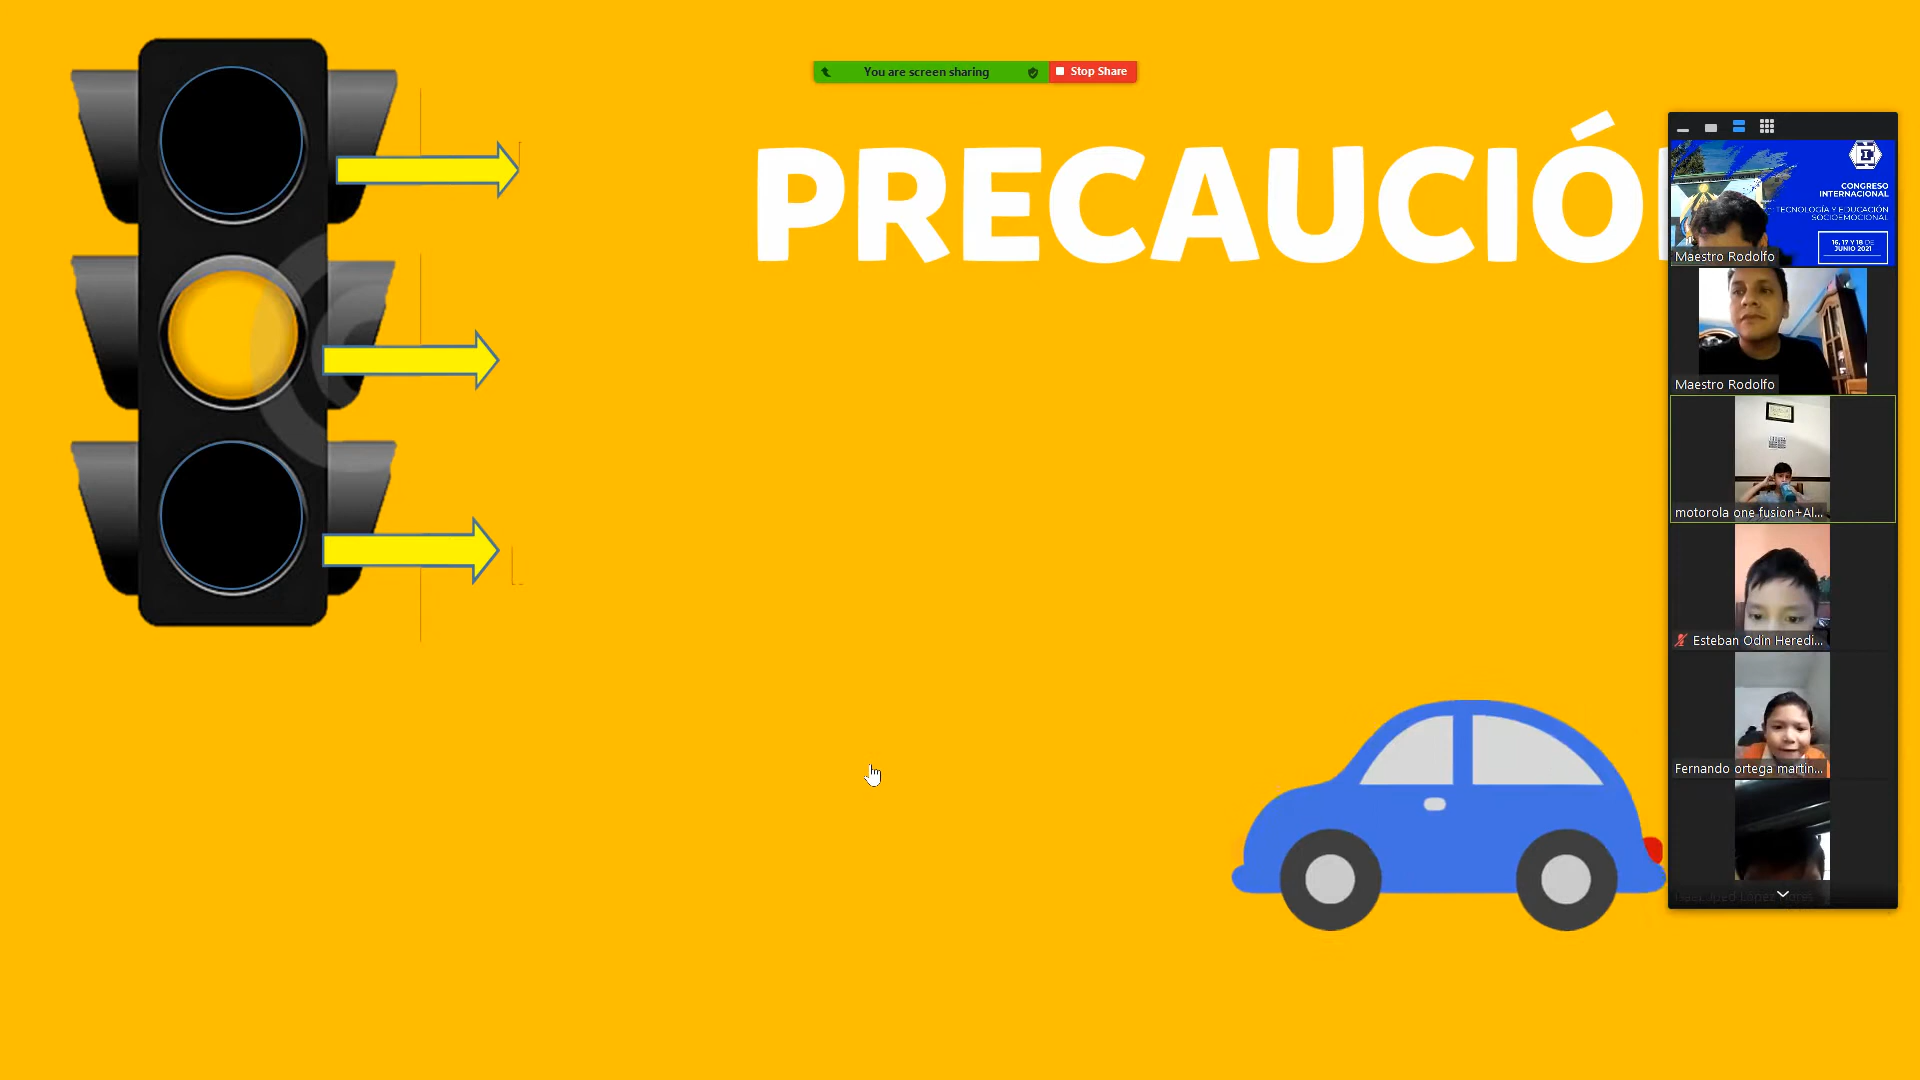 You are screen sharing
Stop Share
PRECAUCIÓ
CONGRESO
INTERNACIONAL
TECNOLOGÍA Y EDUCACIÓN
SOCIOEMOCIONAL
16, 17 Y 18 DE
JUNIO 2021
Maestro Rodolfo
Maestro Rodolfo
motorola one fusion+Al...
Esteban Odin Heredi...
Fernando ortega martin...